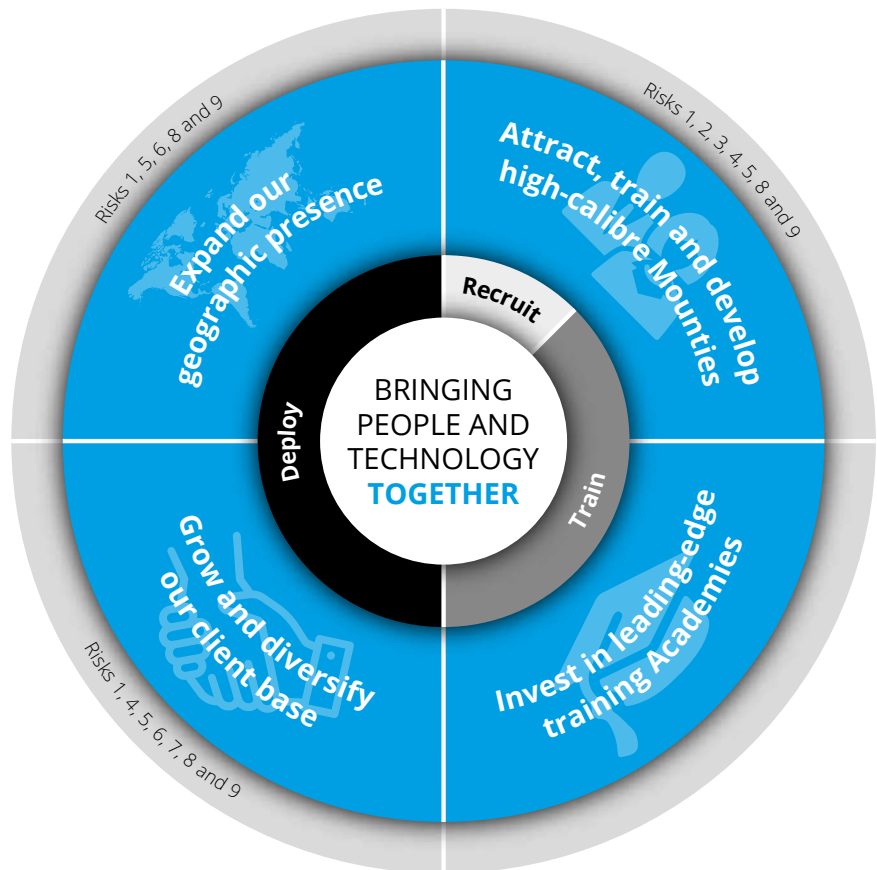 Risks 1, 5, 6, 8 and 9
Expand our
geographic presence
Risks 1, 2, 3, 4, 5, 8 and 9
Attract, train and develop
high-calibre Mounties
Recruit
Deploy
Train
BRINGING
PEOPLE AND
TECHNOLOGY
TOGETHER
Grow and diversify
our client base
Risks 1, 4, 5, 6, 7, 8 and 9
Invest in leading-edge
training Academies